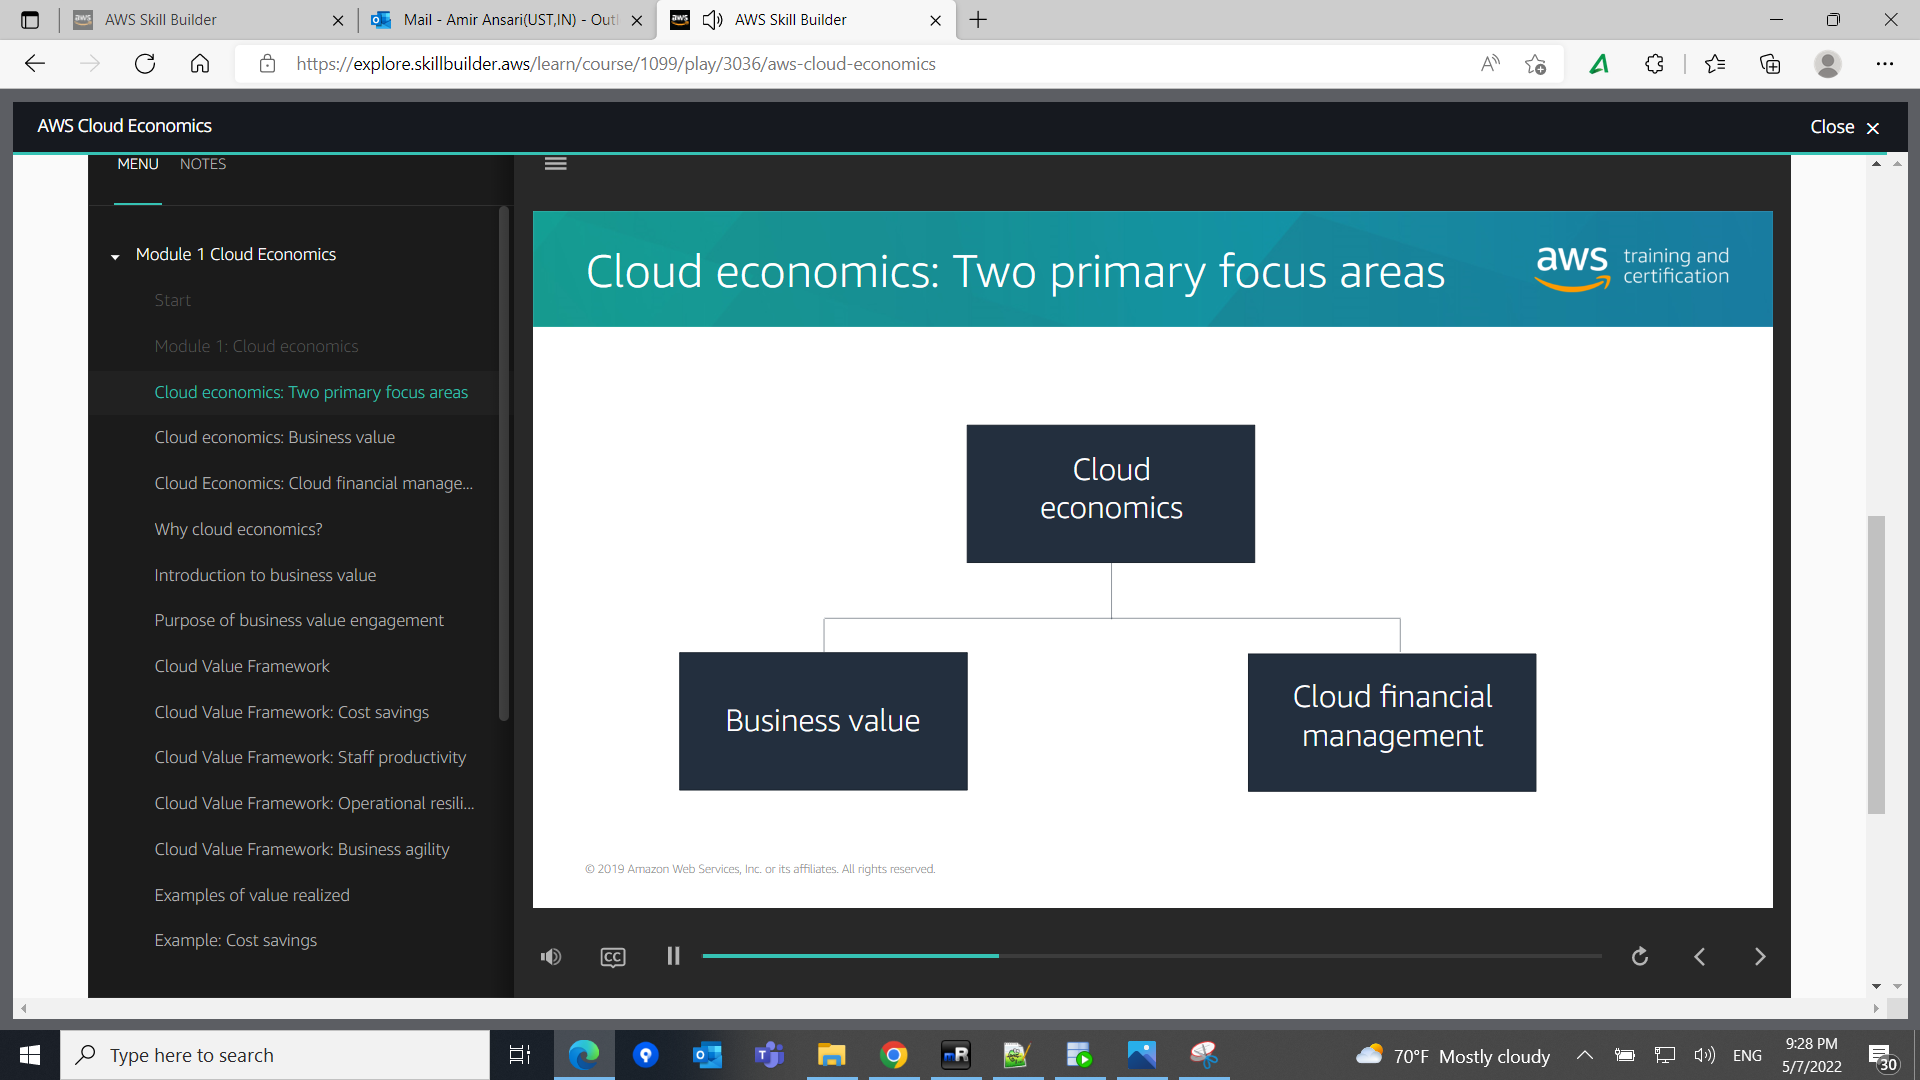 AWS Skill Builder
Mail - Amir Ansari(UST,IN) - Out
AWS Skill Builder
https://explore.skillbuilder.aws/learn/course/1099/play/3036/aws-cloud-economics
AWS Cloud Economics
Close
MENU
NOTES
Module 1 Cloud Economics
Start
Module 1: Cloud economics
Cloud economics: Two primary focus areas
Cloud economics: Business value
Cloud Economics: Cloud financial manage...
Why cloud economics?
Introduction to business value
Purpose of business value engagement
Cloud Value Framework
Cloud Value Framework: Cost savings
Cloud Value Framework: Staff productivity
Cloud Value Framework: Operational resili...
Cloud Value Framework: Business agility
Examples of value realized
Example: Cost savings
Cloud economics: Two primary focus areas
aws training and
certification
Cloud
economics
Business value
Cloud financial
management
© 2019 Amazon Web Services, Inc. or its affiliates. All rights reserved.
CC
Type here to search
70°F Mostly cloudy
ENG
9:28 PM
5/7/2022
30